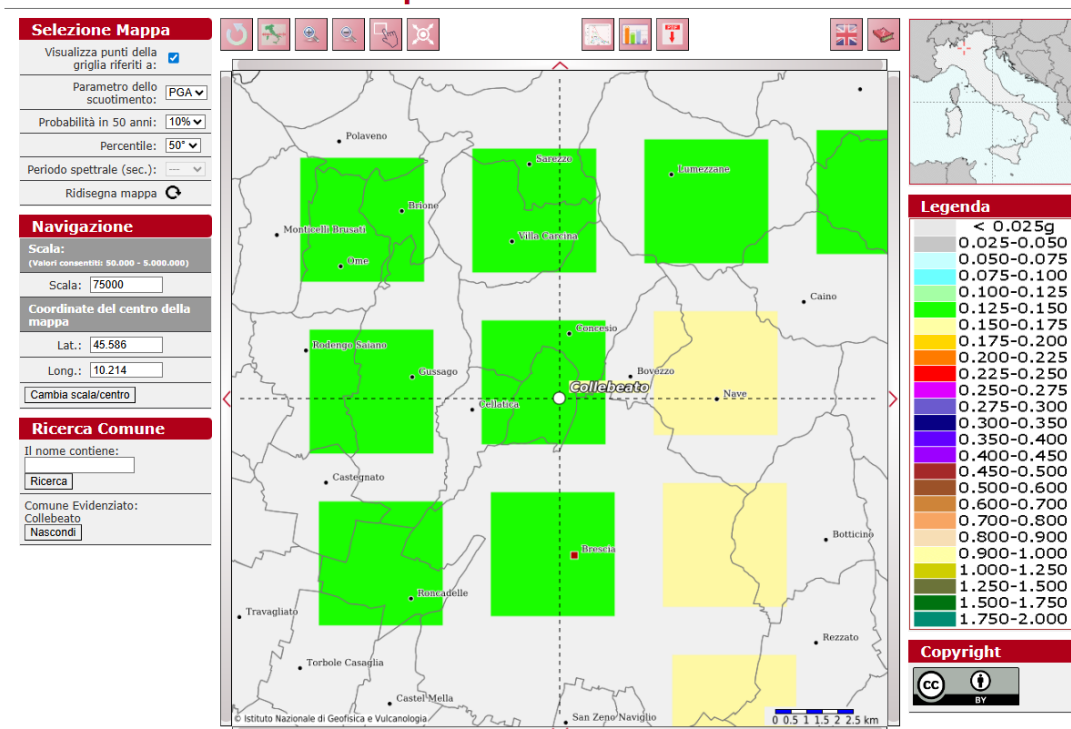 Selezione Mappa
Visualizza punti della
griglia riferiti a:
Parametro dello
scuotimento:
PGA
Probabilità in 50 anni:
10%
Percentile:
50°
Periodo spettrale (sec.):
---
Ridisegna mappa
Navigazione
Scala:
(Valori consentiti: 50.000 - 5.000.000)
Scala:
75000
Coordinate del centro della
mappa
Lat.:
45.586
Long.:
10.214
Cambia scala/centro
Ricerca Comune
Il nome contiene:
Ricerca
Comune Evidenziato:
Collebeato
Nascondi
PDF
Polaveno
Sarezzo
Lumezzane
Brione
Monticelli Brusati
Villa Carcina
Ome
Caino
Concesio
Rodengo Saiano
Gussago
Bovezzo
Collebeato
Nave
Cellatica
Castegnato
Botticino
Brescia
Roncadelle
Travagliato
Rezzato
Torbole Casaglia
Castel Mella
San Zeno Naviglio
© Istituto Nazionale di Geofisica e Vulcanologia
0 0.5 1 1.5 2 2.5 km
Legenda
< 0.025g
0.025-0.050
0.050-0.075
0.075-0.100
0.100-0.125
0.125-0.150
0.150-0.175
0.175-0.200
0.200-0.225
0.225-0.250
0.250-0.275
0.275-0.300
0.300-0.350
0.350-0.400
0.400-0.450
0.450-0.500
0.500-0.600
0.600-0.700
0.700-0.800
0.800-0.900
0.900-1.000
1.000-1.250
1.250-1.500
1.500-1.750
1.750-2.000
Copyright
cc
BY